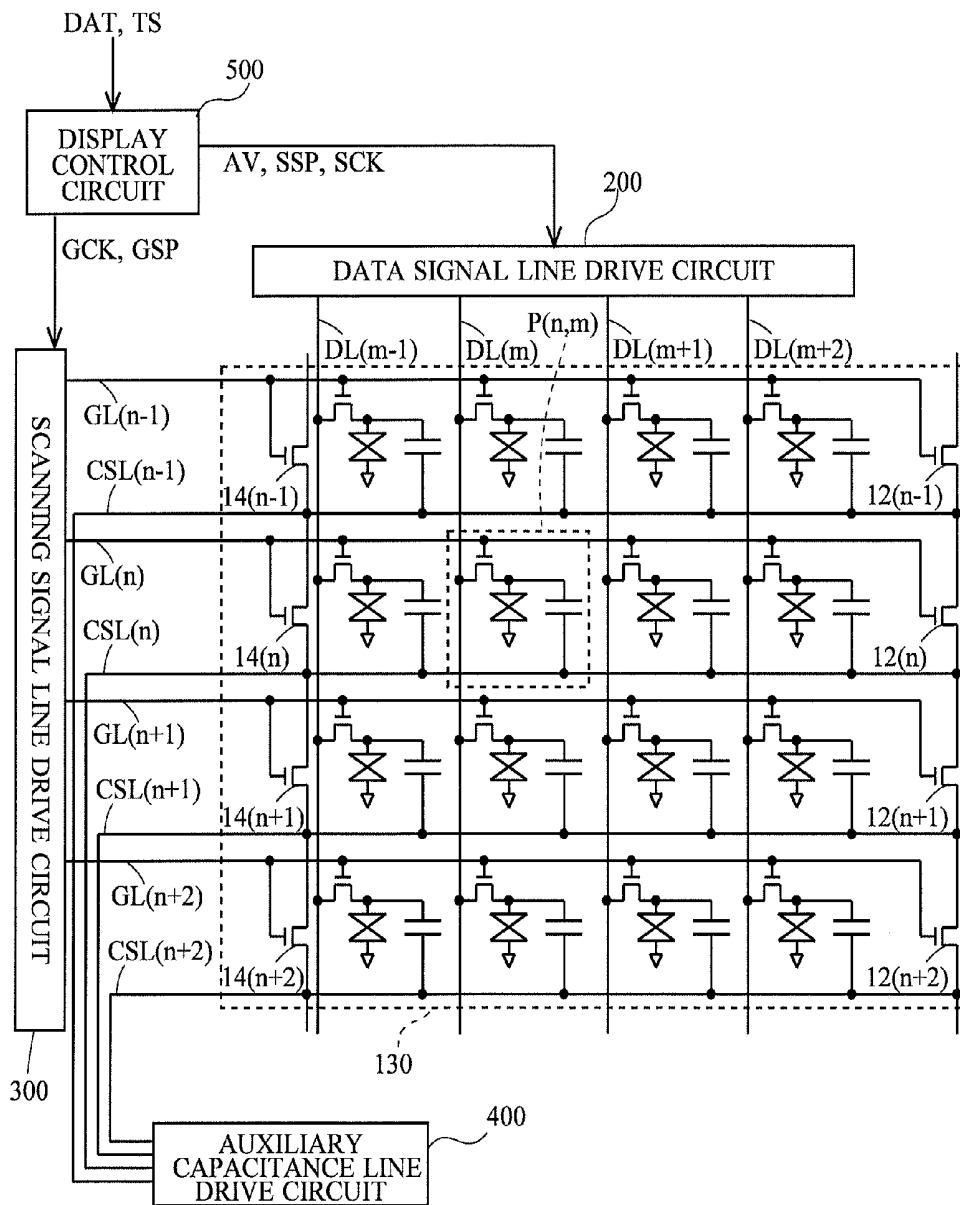 DAT, TS
500
DISPLAY
CONTROL
CIRCUIT
AV, SSP, SCK
200
GCK, GSP
DATA SIGNAL LINE DRIVE CIRCUIT
P(n,m)
DL(m-1)
DL(m)
DL(m+1)
DL(m+2)
SCANNING SIGNAL LINE DRIVE CIRCUIT
GL(n-1)
CSL(n-1)
14(n-1)
12(n-1)
GL(n)
CSL(n)
14(n)
12(n)
GL(n+1)
CSL(n+1)
14(n+1)
12(n+1)
GL(n+2)
CSL(n+2)
14(n+2)
12(n+2)
130
300
400
AUXILIARY
CAPACITANCE LINE
DRIVE CIRCUIT